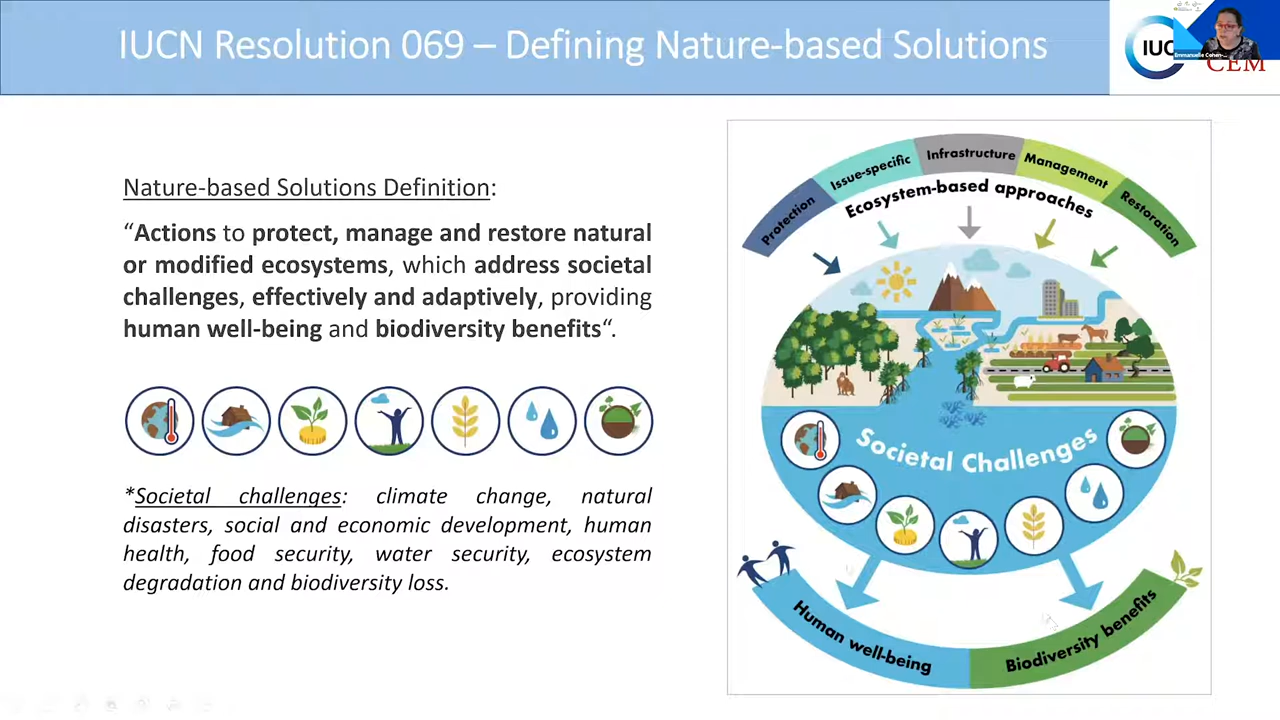 IUCN Resolution 069 – Defining Nature-based Solutions
IUC
CEM
Emmanuelle Cohen-
Nature-based Solutions Definition:
“Actions to protect, manage and restore natural
or modified ecosystems, which address societal
challenges, effectively and adaptively, providing
human well-being and biodiversity benefits“.
*Societal challenges: climate change, natural
disasters, social and economic development, human
health, food security, water security, ecosystem
degradation and biodiversity loss.
Protection
Issue-specific
Infrastructure
Management
Restoration
Ecosystem-based approaches
Societal Challenges
Human well-being
Biodiversity benefits